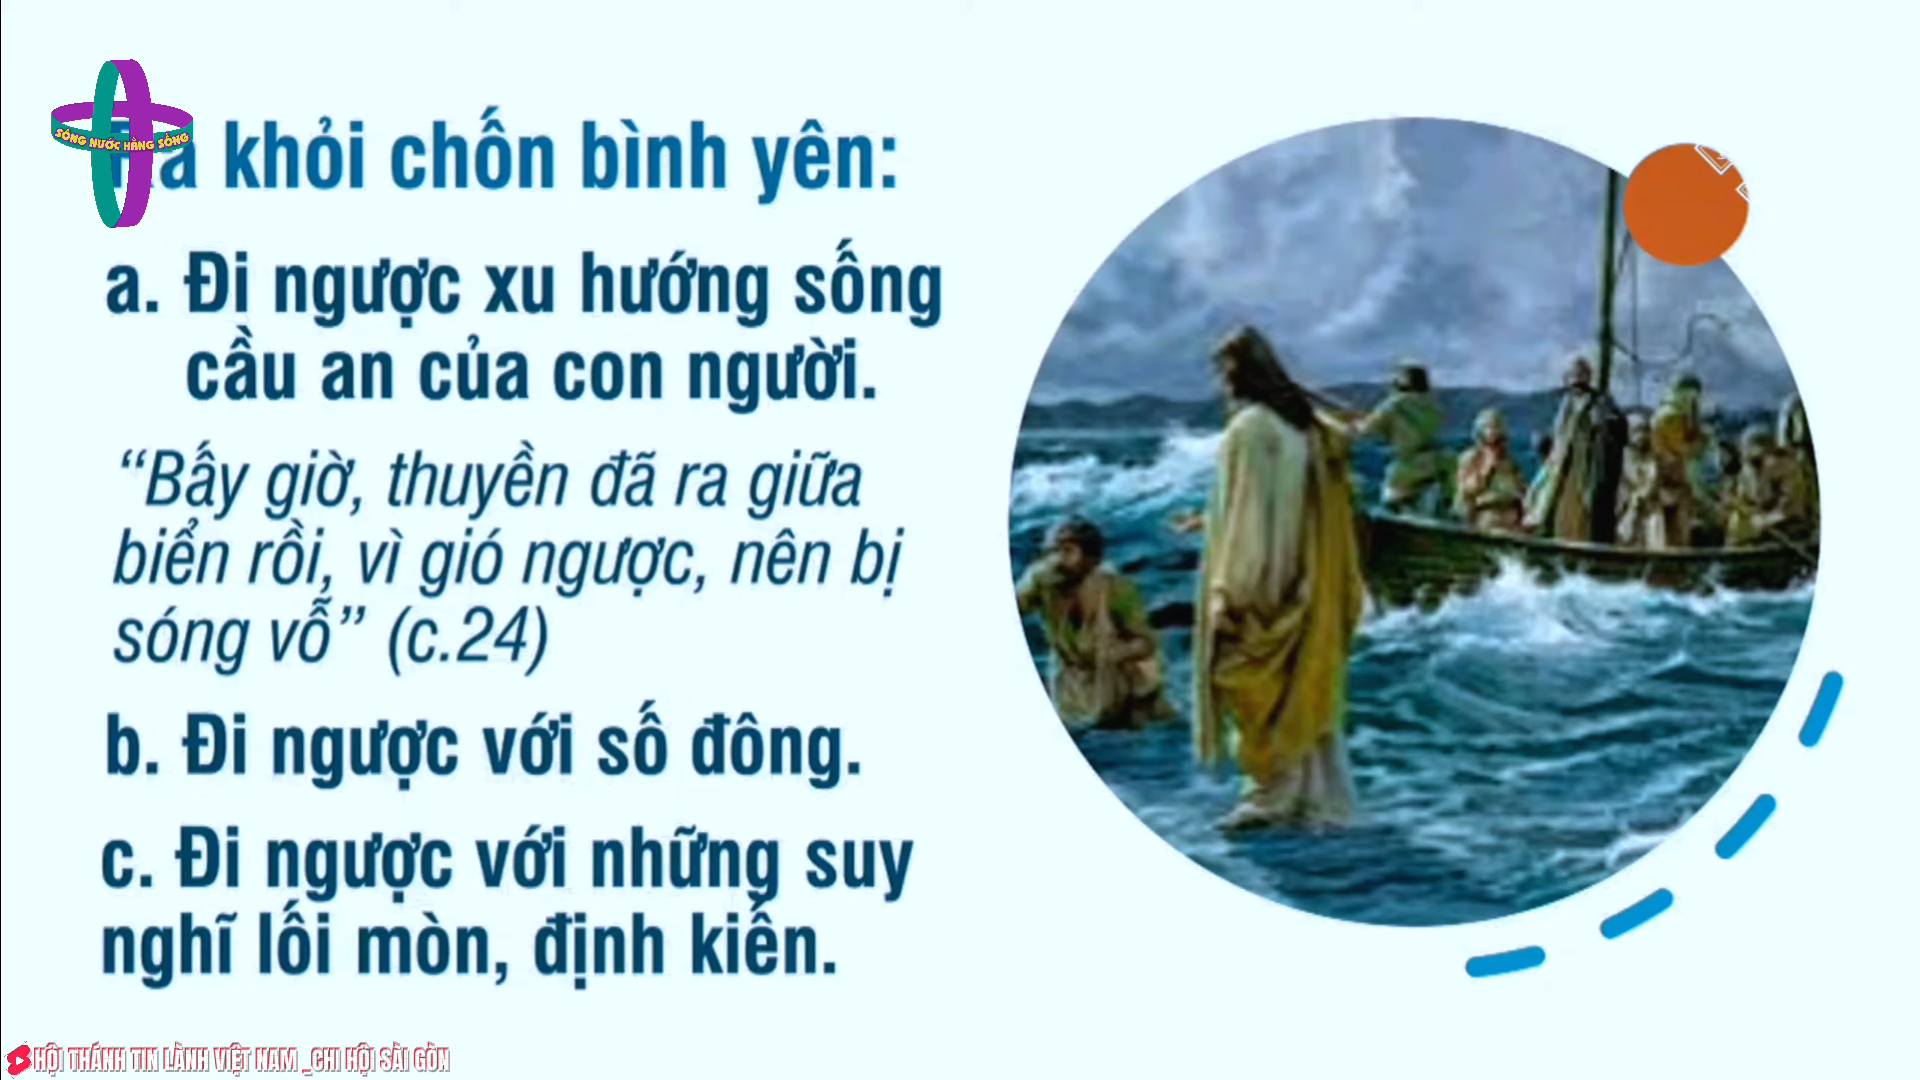 SÔNG NƯỚC HẰNG SỐNG
Ra khỏi chốn bình yên:
a. Đi ngược xu hướng sống
cầu an của con người.
“Bấy giờ, thuyền đã ra giữa
biển rồi, vì gió ngược, nên bị
sóng vỗ” (c.24)
b. Đi ngược với số đông.
c. Đi ngược với những suy
nghĩ lối mòn, định kiến.
HỘI THÁNH TIN LÀNH VIỆT NAM _CHI HỘI SÀI GÒN